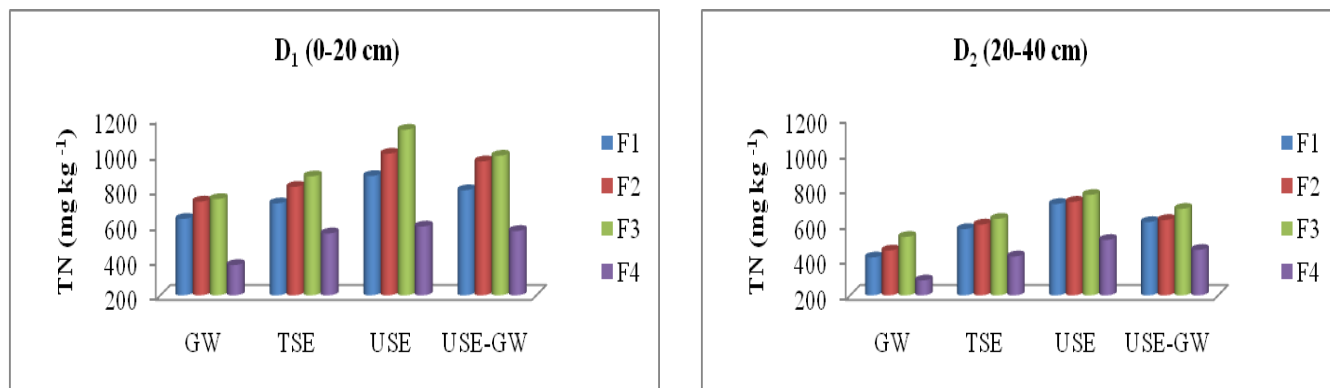 D₁ (0-20 cm)
TN (mg kg ⁻¹)
1200
1000
800
600
400
200
GW TSE USE USE-GW
F1
F2
F3
F4
D₂ (20-40 cm)
TN (mg kg ⁻¹)
1200
1000
800
600
400
200
GW TSE USE USE-GW
F1
F2
F3
F4